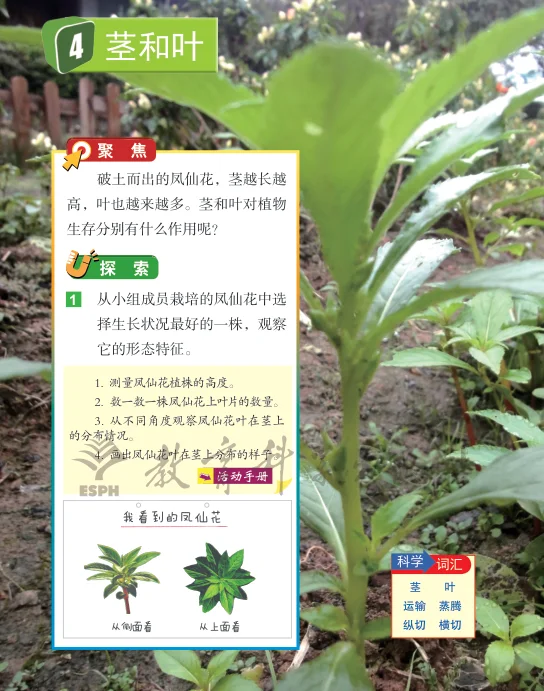 4 茎和叶
聚焦
破土而出的凤仙花，茎越长越
高，叶也越来越多。茎和叶对植物
生存分别有什么作用呢？
探索
1 从小组成员栽培的凤仙花中选
择生长状况最好的一株，观察
它的形态特征。
1. 测量凤仙花植株的高度。
2. 数一数一株凤仙花上叶片的数量。
3. 从不同角度观察凤仙花叶在茎上
的分布情况。
4. 画出凤仙花叶在茎上分布的样子。
活动手册
教育科
ESPH
我看到的凤仙花
从侧面看 从上面看
科学 词汇
茎 叶
运输 蒸腾
纵切 横切